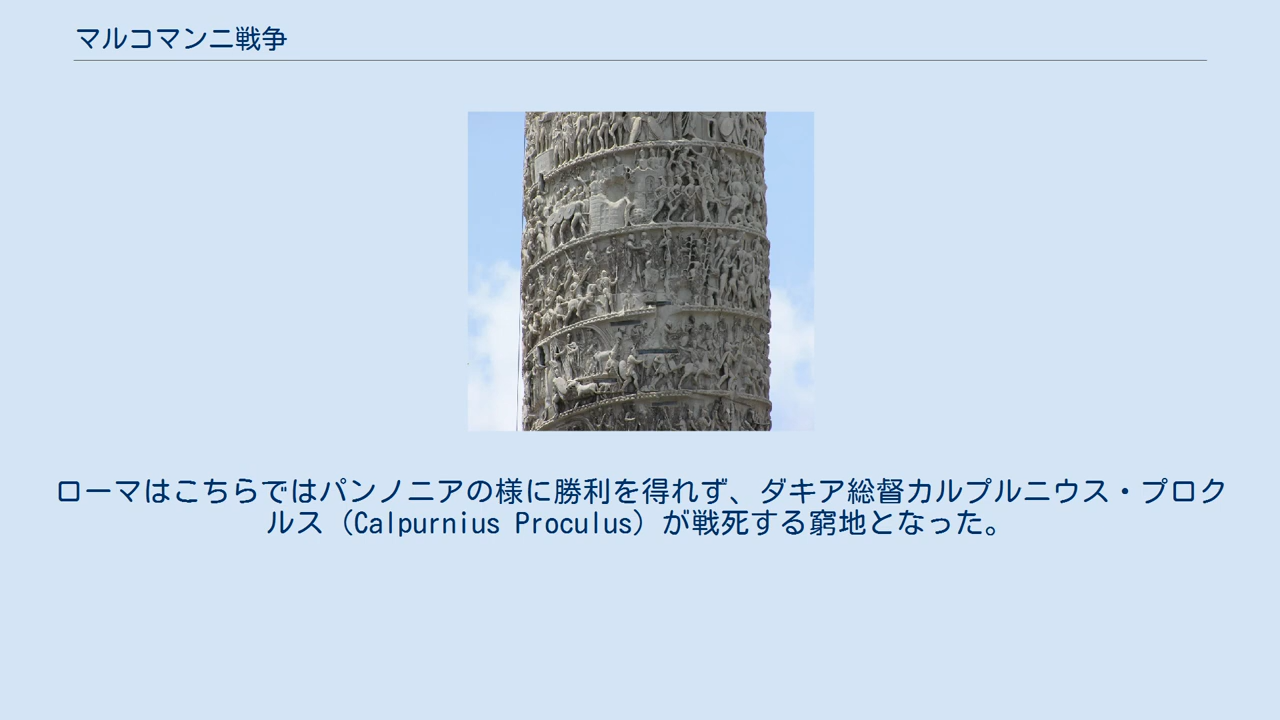 マルコマンニ戦争
ローマはこちらではパンノニアの様に勝利を得れず、ダキア総督カルプルニウス・プロク
ルス（Calpurnius Proculus）が戦死する窮地となった。